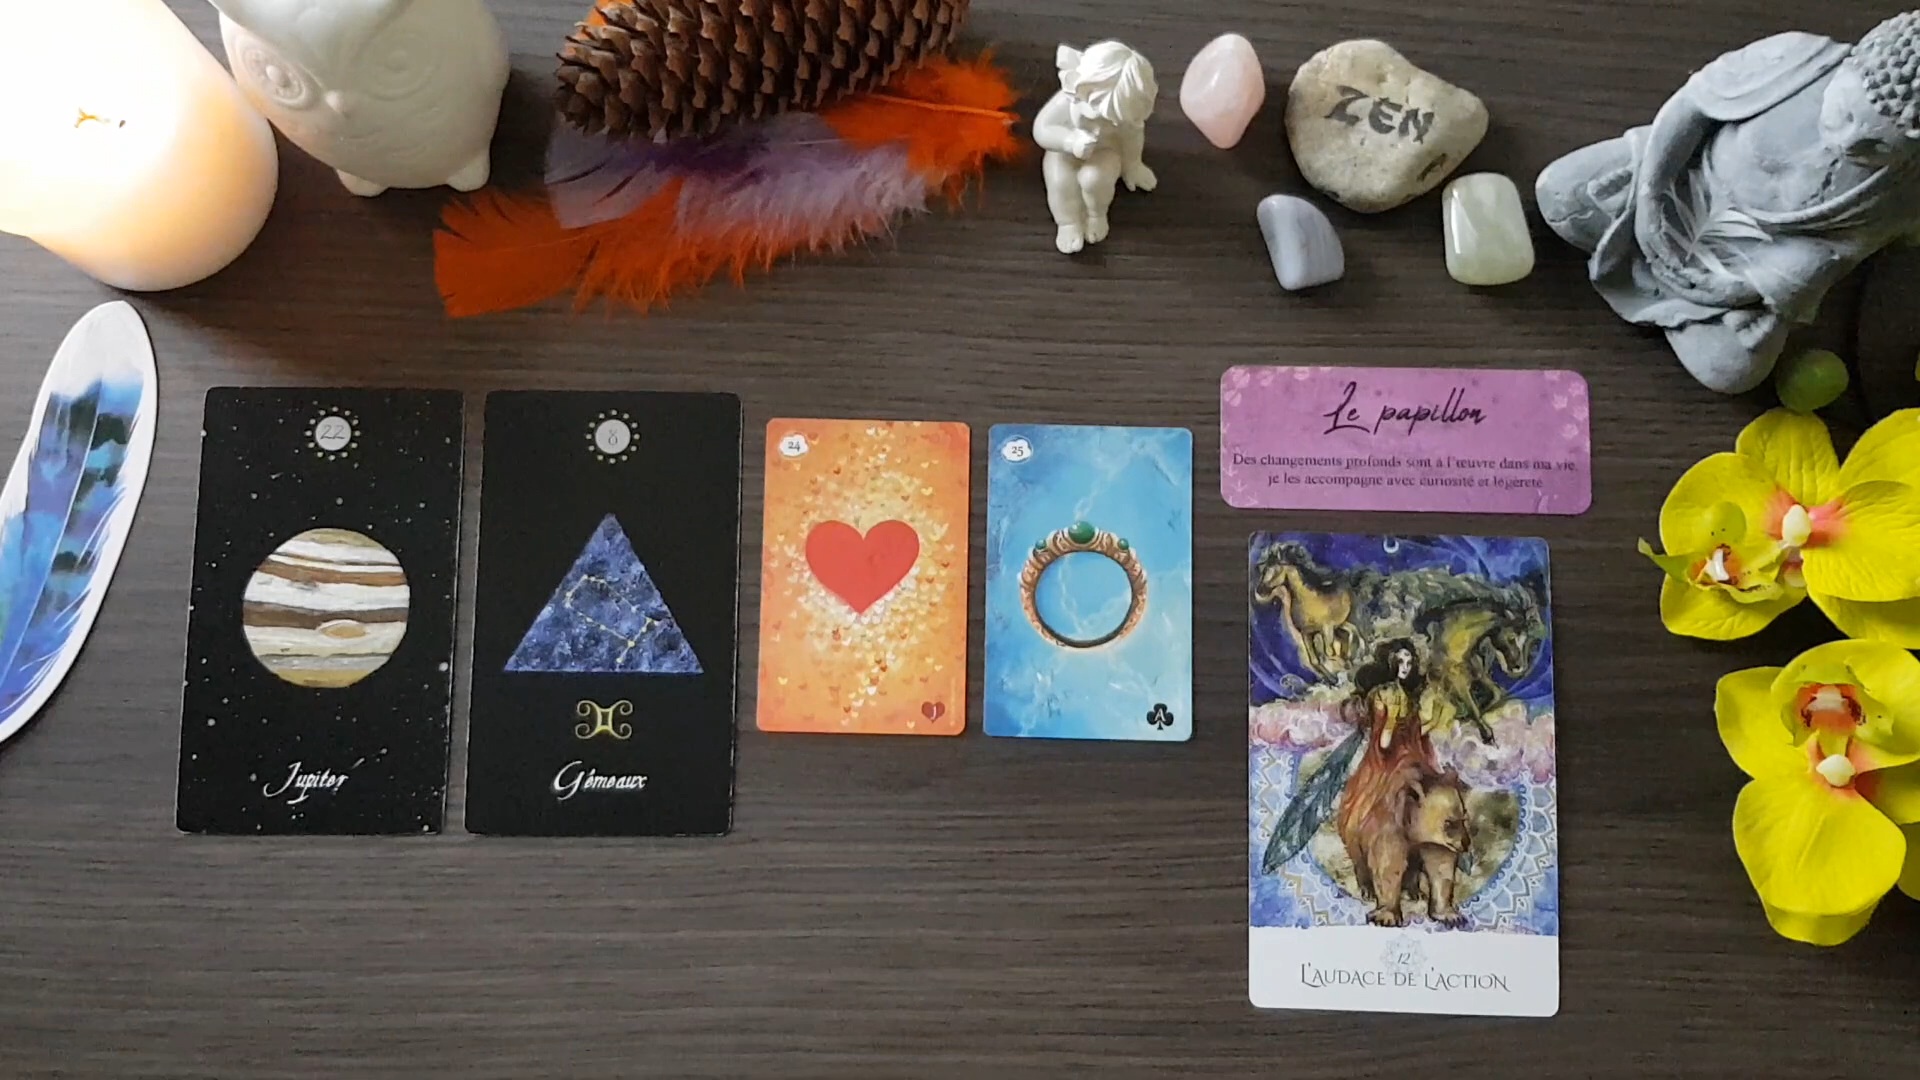 ZEN
22
Jupiter
8
Gémeaux
24
J
25
A
Le papillon
Des changements profonds sont à l'œuvre dans ma vie,
je les accompagne avec curiosité et légèreté
12
L'AUDACE DE L'ACTION